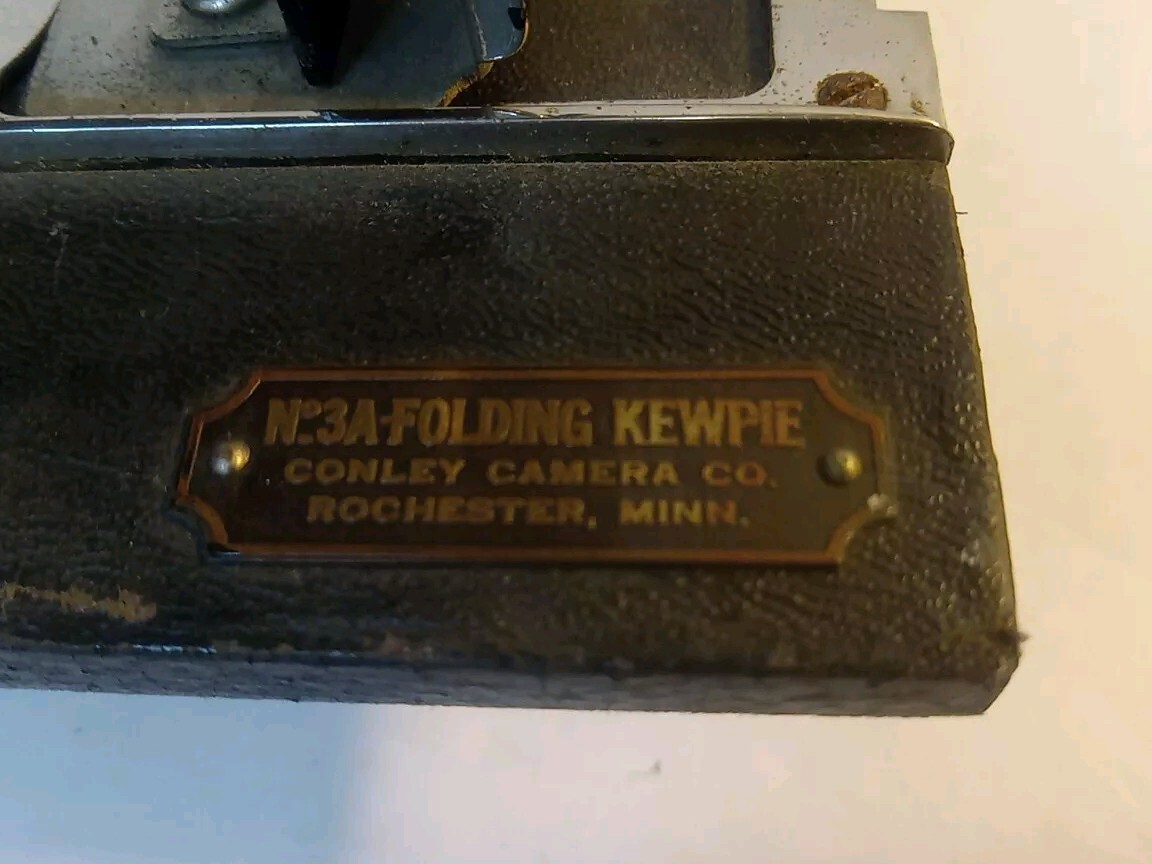 Nº3A-FOLDING KEWPIE
CONLEY CAMERA CO.
ROCHESTER, MINN.